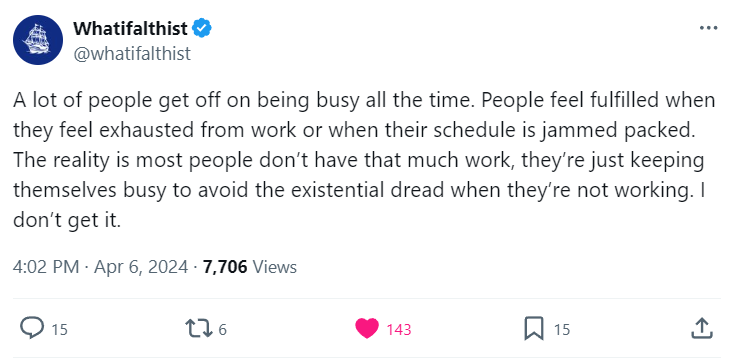 Whatifalthist
@whatifalthist
A lot of people get off on being busy all the time. People feel fulfilled when
they feel exhausted from work or when their schedule is jammed packed.
The reality is most people don’t have that much work, they’re just keeping
themselves busy to avoid the existential dread when they’re not working. I
don’t get it.
4:02 PM · Apr 6, 2024 · 7,706 Views
15 6 143 15